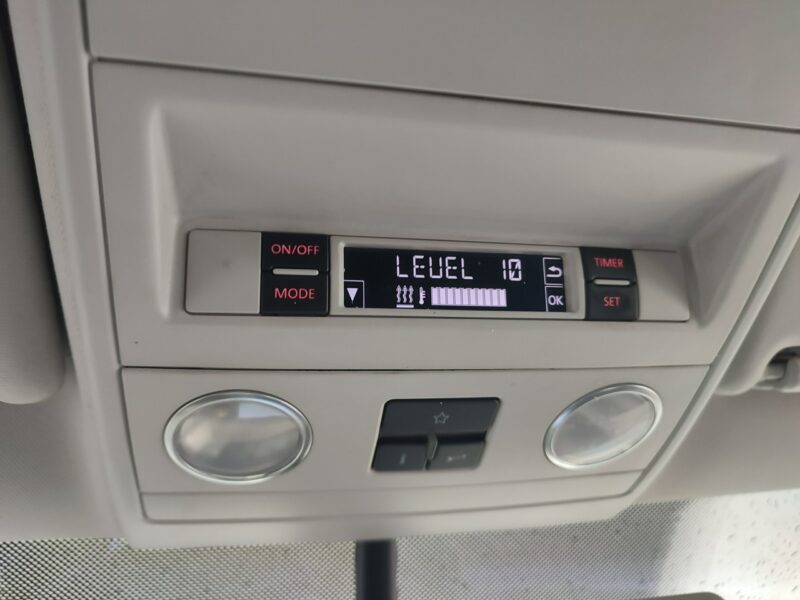 ON/OFF
MODE
LEVEL 10
OK
TIMER
SET